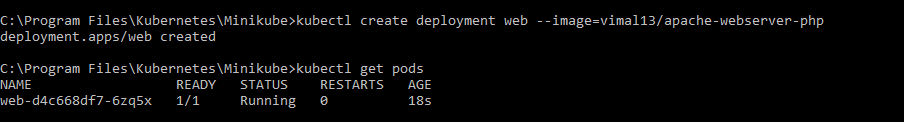 C:\Program Files\Kubernetes\Minikube>kubectl create deployment web --image=vimal13/apache-webserver-php
deployment.apps/web created
C:\Program Files\Kubernetes\Minikube>kubectl get pods
NAME READY STATUS RESTARTS AGE
web-d4c668df7-6zq5x 1/1 Running 0 18s